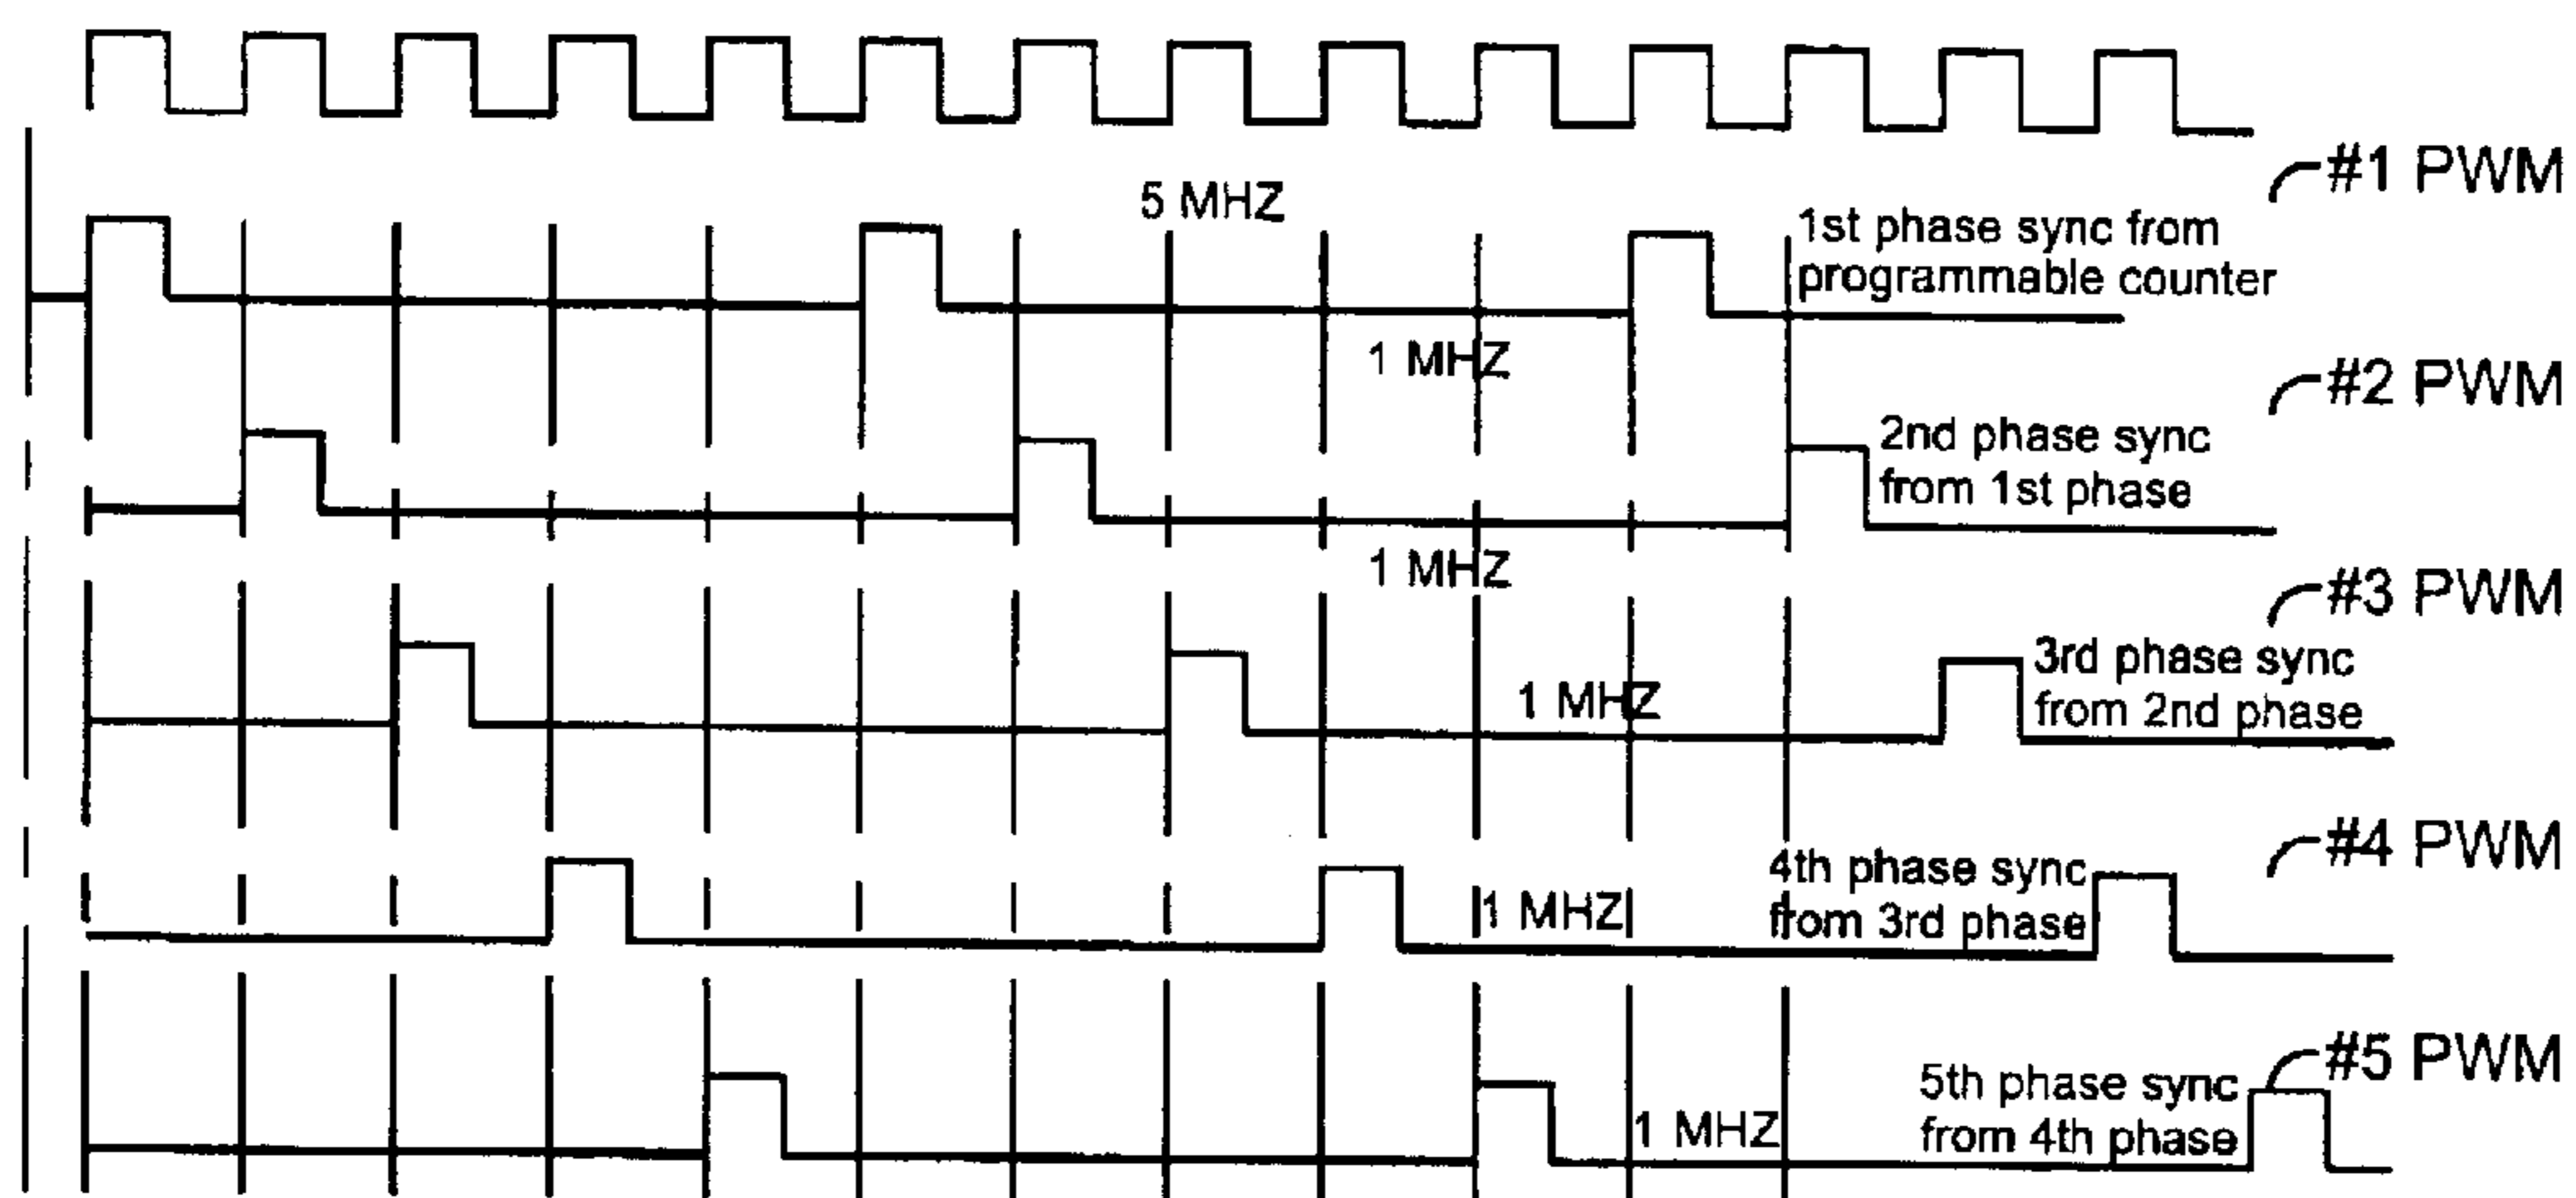 #1 PWM
5 MHZ
1st phase sync from
programmable counter
1 MHZ
#2 PWM
2nd phase sync
from 1st phase
1 MHZ
#3 PWM
3rd phase sync
from 2nd phase
1 MHZ
#4 PWM
4th phase sync
from 3rd phase
1 MHZ
#5 PWM
5th phase sync
from 4th phase
1 MHZ